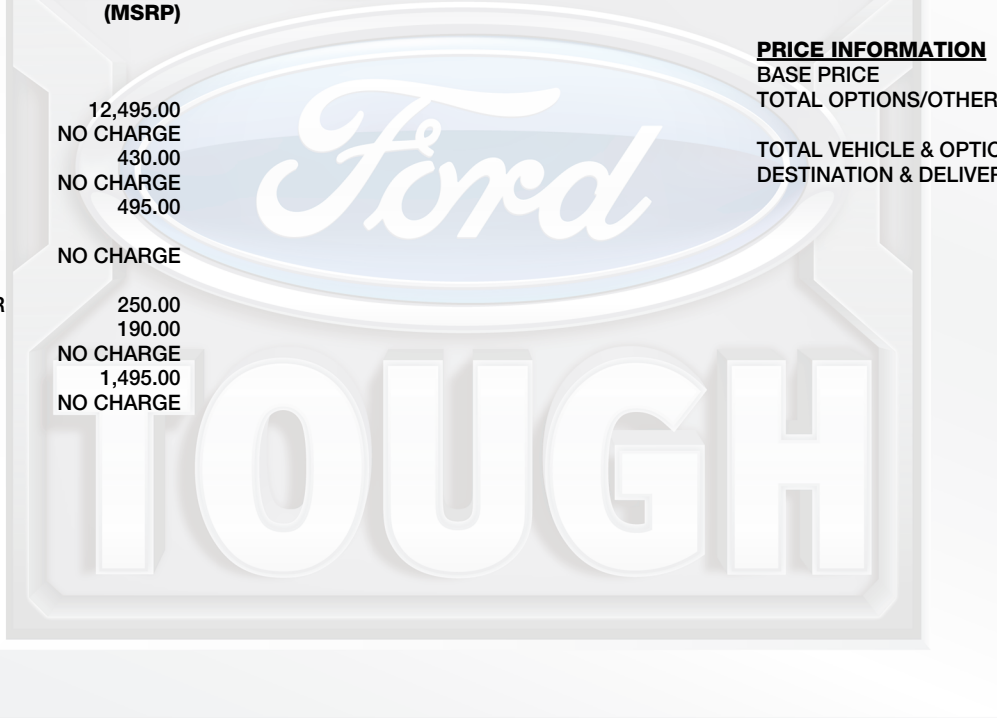 (MSRP)
12,495.00
NO CHARGE
430.00
NO CHARGE
495.00
NO CHARGE
R 250.00
190.00
NO CHARGE
1,495.00
NO CHARGE
PRICE INFORMATION
BASE PRICE
TOTAL OPTIONS/OTHER
TOTAL VEHICLE & OPTIO
DESTINATION & DELIVER
Ford
TOUGH